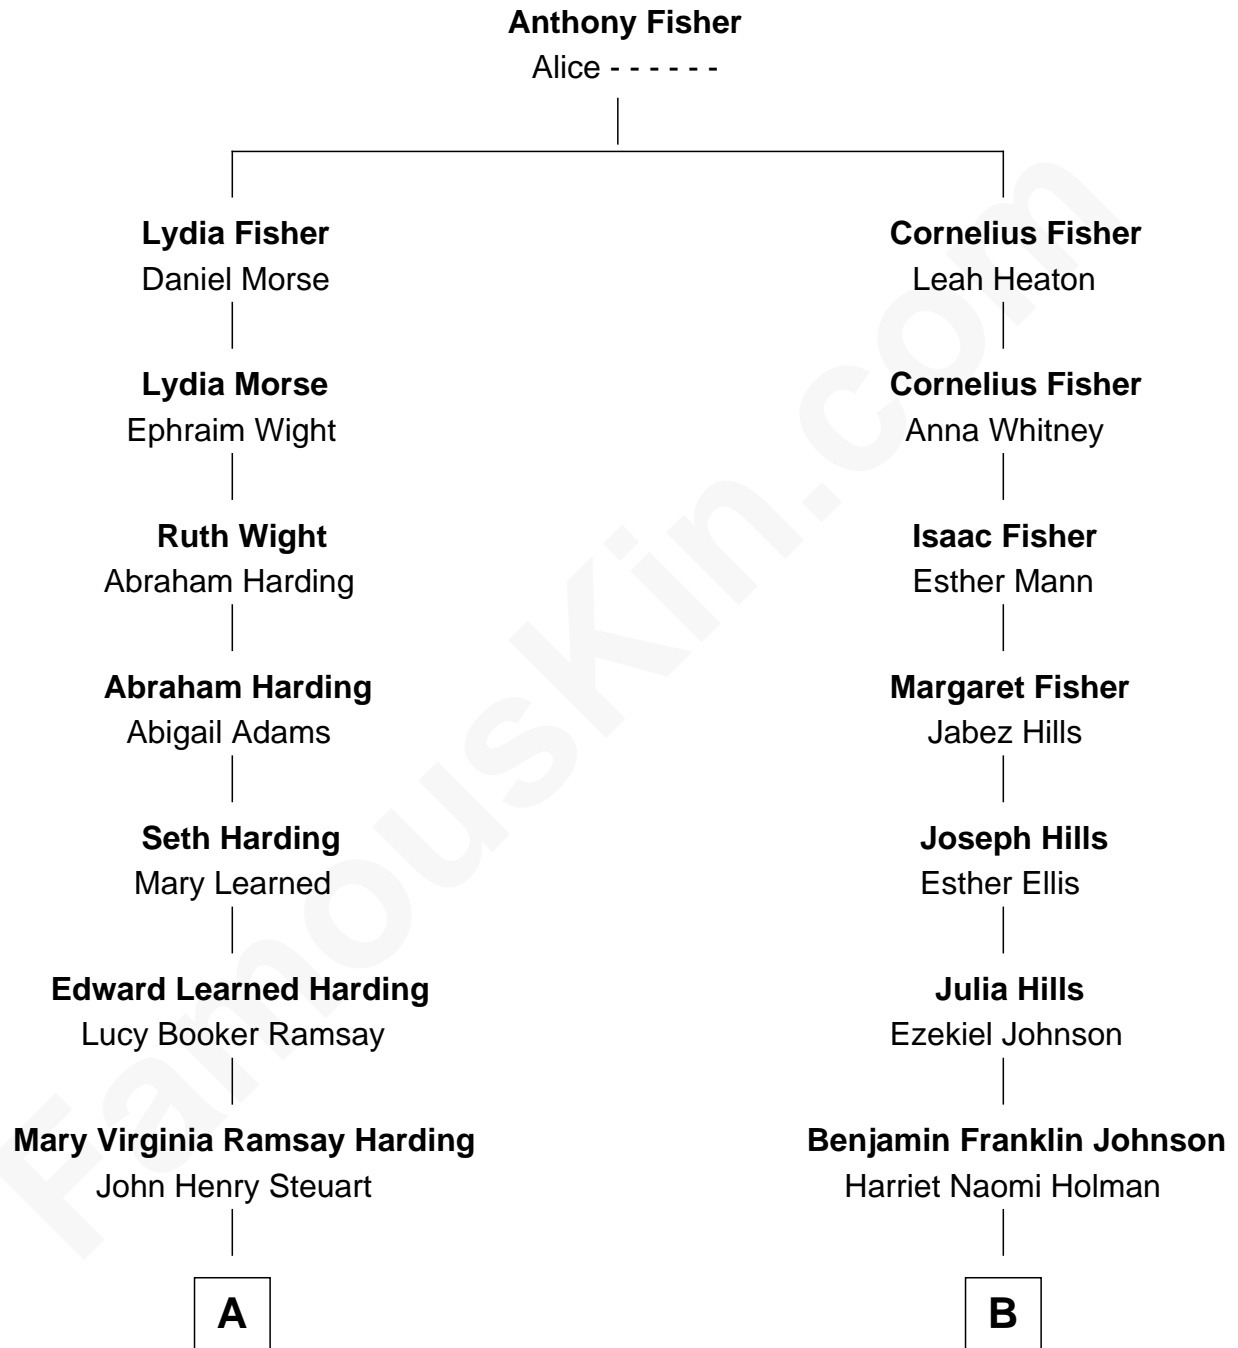 Anthony Fisher
Alice - - - - - -
Lydia Fisher
Daniel Morse
Cornelius Fisher
Leah Heaton
Lydia Morse
Ephraim Wight
Cornelius Fisher
Anna Whitney
Ruth Wight
Abraham Harding
Isaac Fisher
Esther Mann
Abraham Harding
Abigail Adams
Margaret Fisher
Jabez Hills
Seth Harding
Mary Learned
Joseph Hills
Esther Ellis
Edward Learned Harding
Lucy Booker Ramsay
Julia Hills
Ezekiel Johnson
Mary Virginia Ramsay Harding
John Henry Steuart
Benjamin Franklin Johnson
Harriet Naomi Holman
A
B
FamousKin.com